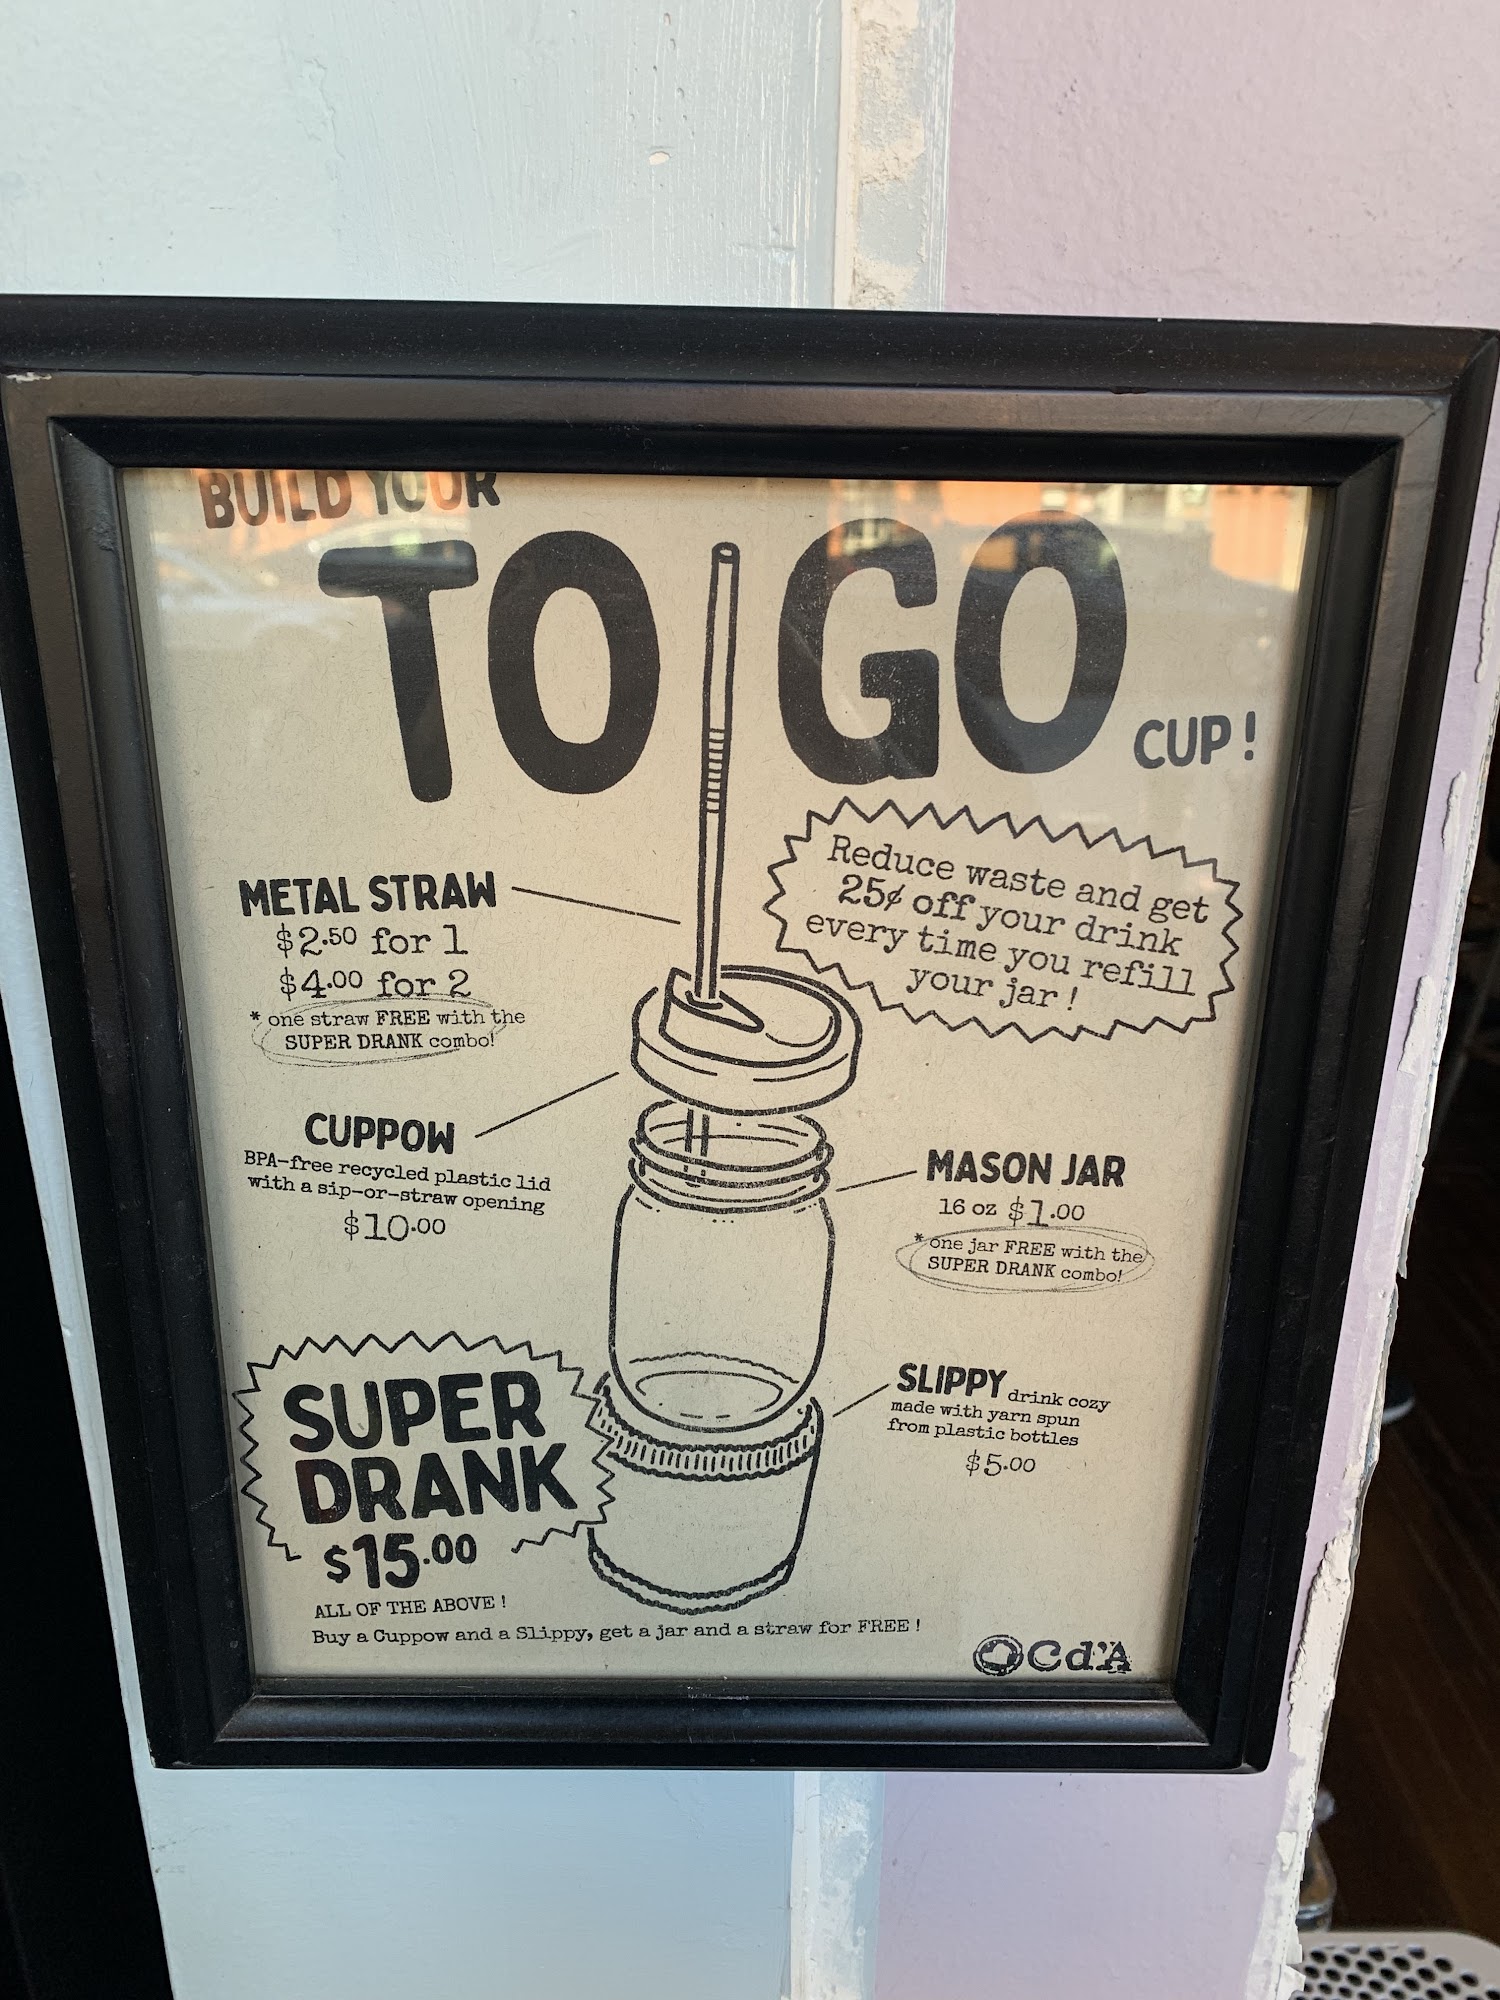 BUILD YOUR
TO GO
CUP!
Reduce waste and get
25¢ off your drink
every time you refill
your jar!
METAL STRAW
$2.50 for 1
$4.00 for 2
* one straw FREE with the
SUPER DRANK combo!
CUPPOW
BPA-free recycled plastic lid
with a sip-or-straw opening
$10.00
MASON JAR
16 oz $1.00
* one jar FREE with the
SUPER DRANK combo!
SLIPPY drink cozy
made with yarn spun
from plastic bottles
$5.00
SUPER
DRANK
$15.00
ALL OF THE ABOVE!
Buy a Cuppow and a Slippy, get a jar and a straw for FREE!
Cd'A